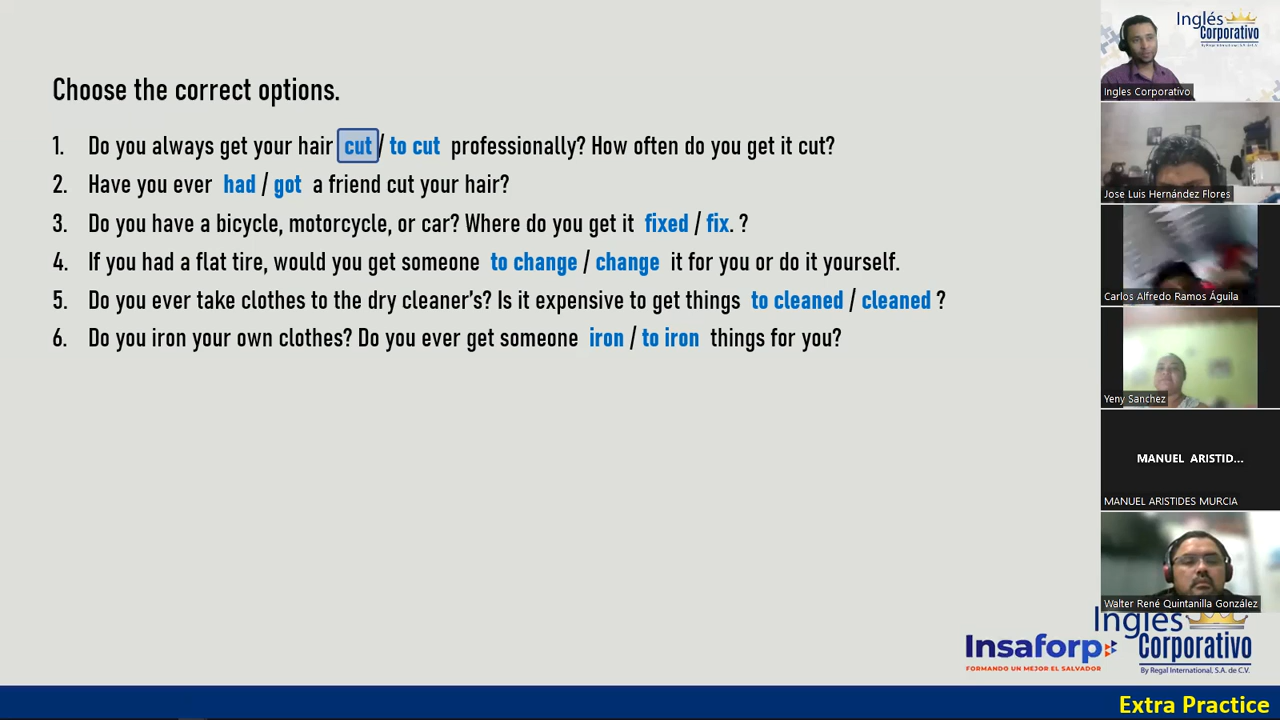 Choose the correct options.
1. Do you always get your hair cut / to cut professionally? How often do you get it cut?
2. Have you ever had / got a friend cut your hair?
3. Do you have a bicycle, motorcycle, or car? Where do you get it fixed / fix. ?
4. If you had a flat tire, would you get someone to change / change it for you or do it yourself.
5. Do you ever take clothes to the dry cleaner's? Is it expensive to get things to cleaned / cleaned ?
6. Do you iron your own clothes? Do you ever get someone iron / to iron things for you?
Inglés
Corporativo
Ingles Corporativo
Jose Luis Hernández Flores
Carlos Alfredo Ramos Águila
Yeny Sanchez
MANUEL ARISTID...
MANUEL ARISTIDES MURCIA
Walter René Quintanilla González
Insaforp
FORMANDO UN MEJOR EL SALVADOR
Inglés
Corporativo
By Regal International, S.A. de C.V.
Extra Practice